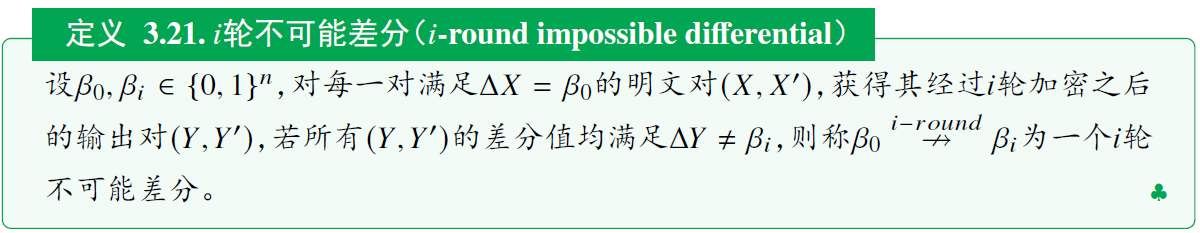 定义 3.21. i轮不可能差分（i-round impossible differential）
设β₀, βᵢ ∈ {0, 1}ⁿ，对每一对满足ΔX = β₀的明文对(X, X′)，获得其经过i轮加密之后
的输出对(Y, Y′)，若所有(Y, Y′)的差分值均满足ΔY ≠ βᵢ，则称β₀ i−round ↛ βᵢ为一个i轮
不可能差分。 ♣